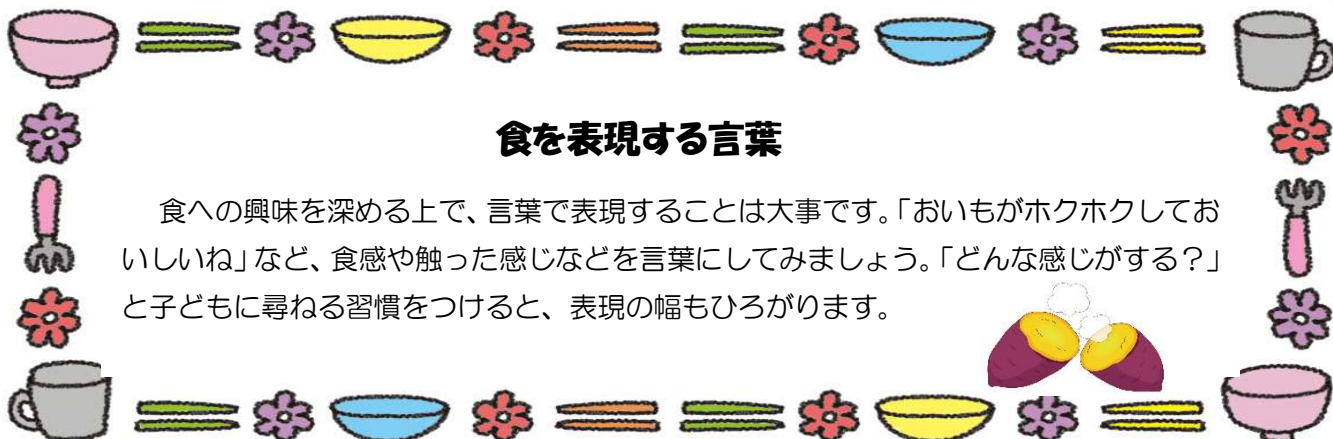 食を表現する言葉
食への興味を深める上で、言葉で表現することは大事です。「おいもがホクホクしてお
いしいね」など、食感や触った感じなどを言葉にしてみましょう。「どんな感じがする？」
と子どもに尋ねる習慣をつけると、表現の幅もひろがります。